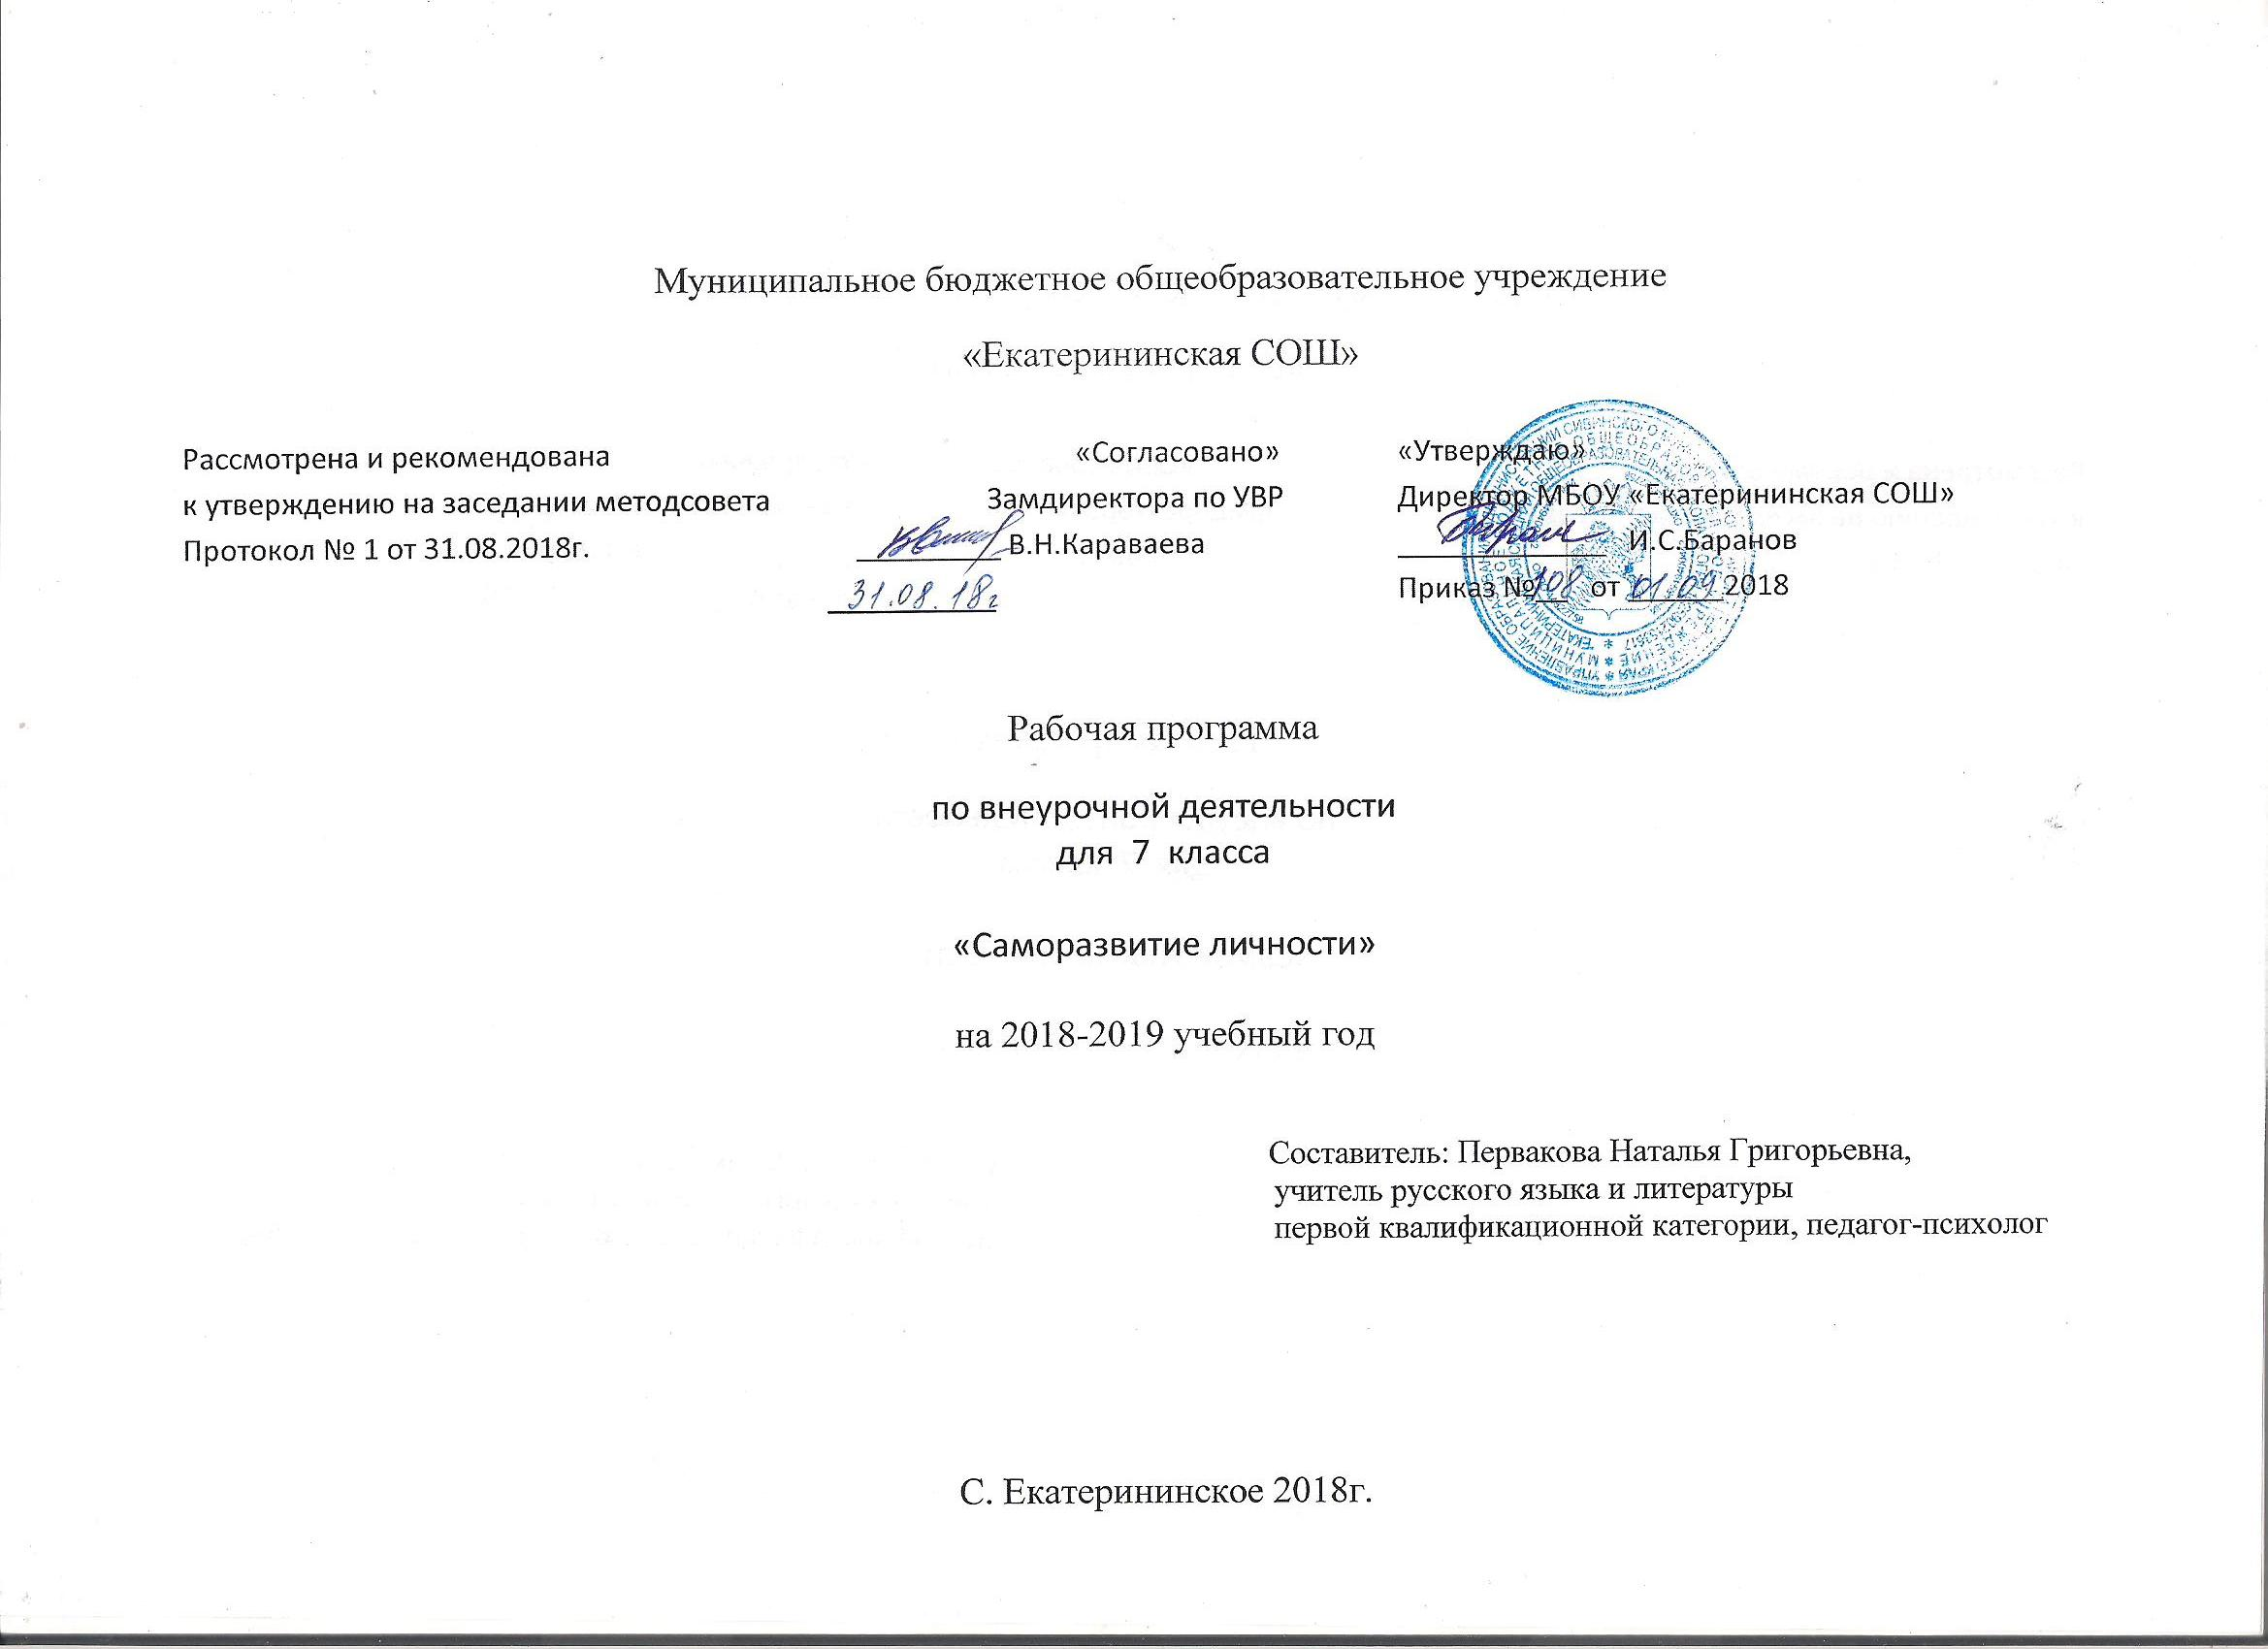 Муниципальное бюджетное общеобразовательное учреждение
«Екатерининская СОШ»
Рассмотрена и рекомендована
к утверждению на заседании методсовета
Протокол № 1 от 31.08.2018г.
«Согласовано»
Замдиректора по УВР
В.Н.Караваева
31.08.18г
«Утверждаю»
Директор МБОУ «Екатерининская СОШ»
И.С.Баранов
Приказ № 108 от 01.09 2018
Рабочая программа
по внеурочной деятельности
для 7 класса
«Саморазвитие личности»
на 2018-2019 учебный год
Составитель: Первакова Наталья Григорьевна,
учитель русского языка и литературы
первой квалификационной категории, педагог-психолог
С. Екатерининское 2018г.